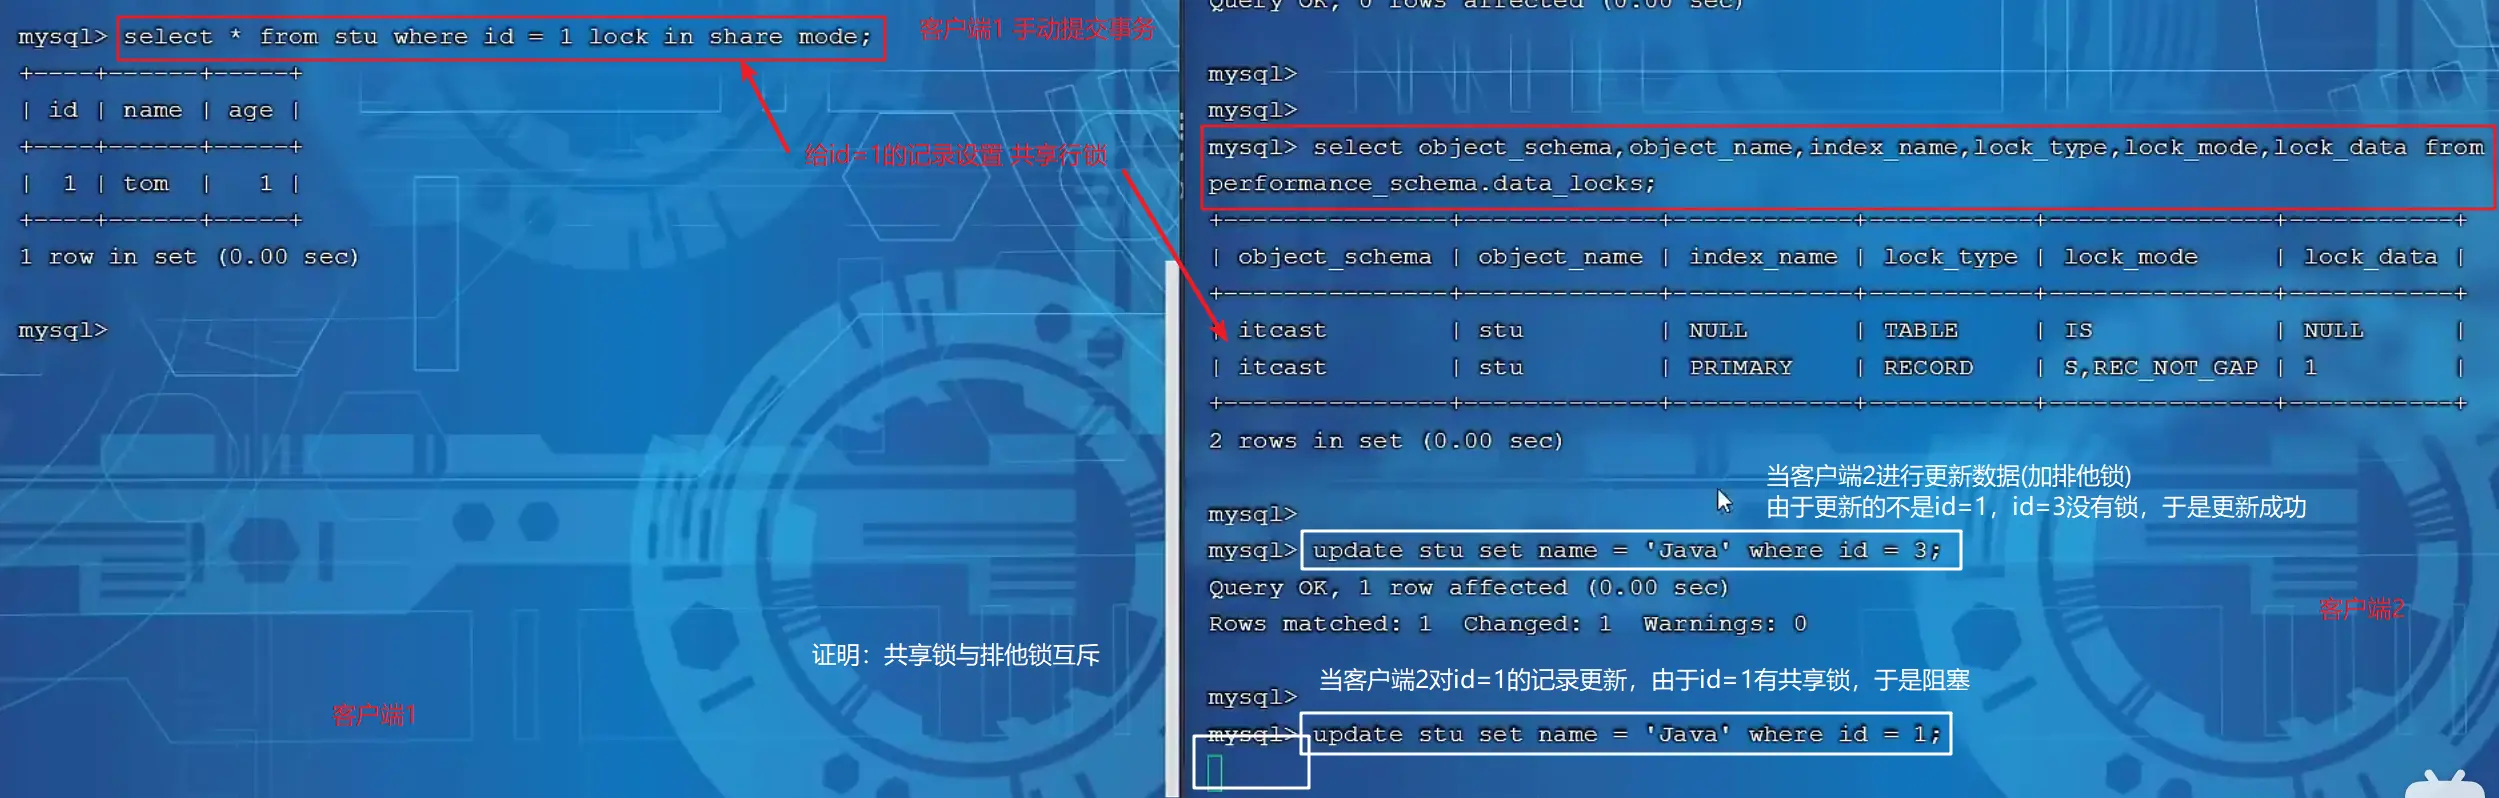 mysql> select * from stu where id = 1 lock in share mode;
客户端1 手动提交事务
+----+------+-----+
| id | name | age |
+----+------+-----+
| 1 | tom | 1 |
+----+------+-----+
1 row in set (0.00 sec)
给id=1的记录设置 共享行锁
mysql>
证明：共享锁与排他锁互斥
客户端1
Query OK, 0 rows affected (0.00 sec)
mysql>
mysql>
mysql> select object_schema,object_name,index_name,lock_type,lock_mode,lock_data from
performance_schema.data_locks;
+---------------+-------------+------------+-----------+---------------+-----------+
| object_schema | object_name | index_name | lock_type | lock_mode | lock_data |
+---------------+-------------+------------+-----------+---------------+-----------+
| itcast | stu | NULL | TABLE | IS | NULL |
| itcast | stu | PRIMARY | RECORD | S,REC_NOT_GAP | 1 |
+---------------+-------------+------------+-----------+---------------+-----------+
2 rows in set (0.00 sec)
当客户端2进行更新数据(加排他锁)
由于更新的不是id=1，id=3没有锁，于是更新成功
mysql>
mysql> update stu set name = 'Java' where id = 3;
Query OK, 1 row affected (0.00 sec)
Rows matched: 1 Changed: 1 Warnings: 0
客户端2
当客户端2对id=1的记录更新，由于id=1有共享锁，于是阻塞
mysql>
mysql> update stu set name = 'Java' where id = 1;